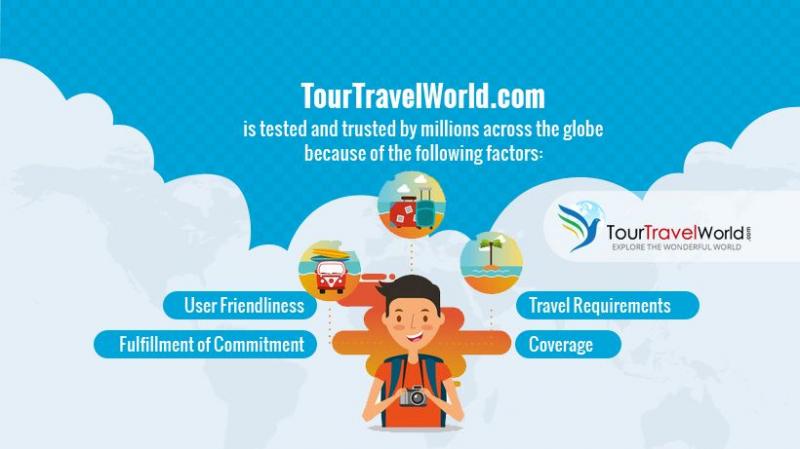 TourTravelWorld.com
is tested and trusted by millions across the globe
because of the following factors:
TourTravelWorld.com
EXPLORE THE WONDERFUL WORLD
User Friendliness
Travel Requirements
Fulfillment of Commitment
Coverage